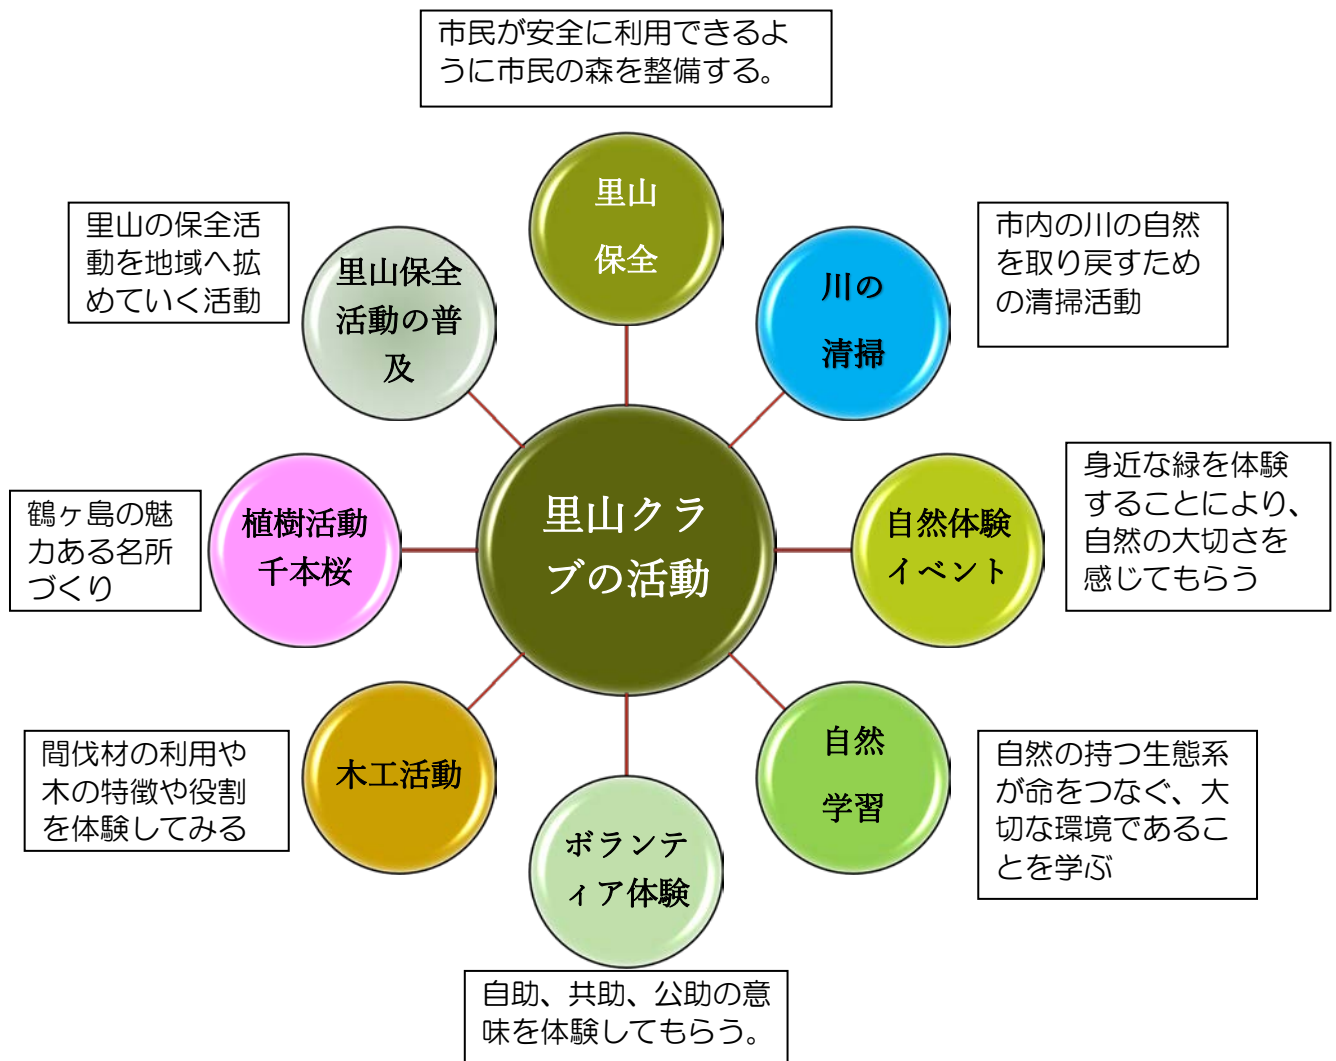 市民が安全に利用できるよ
うに市民の森を整備する。
里山
保全
里山の保全活
動を地域へ拡
めていく活動
里山保全
活動の普
及
川の
清掃
市内の川の自然
を取り戻すため
の清掃活動
鶴ヶ島の魅
力ある名所
づくり
植樹活動
千本桜
里山クラ
ブの活動
自然体験
イベント
身近な緑を体験
することにより、
自然の大切さを
感じてもらう
間伐材の利用や
木の特徴や役割
を体験してみる
木工活動
自然
学習
自然の持つ生態系
が命をつなぐ、大
切な環境であるこ
とを学ぶ
ボランテ
ィア体験
自助、共助、公助の意
味を体験してもらう。